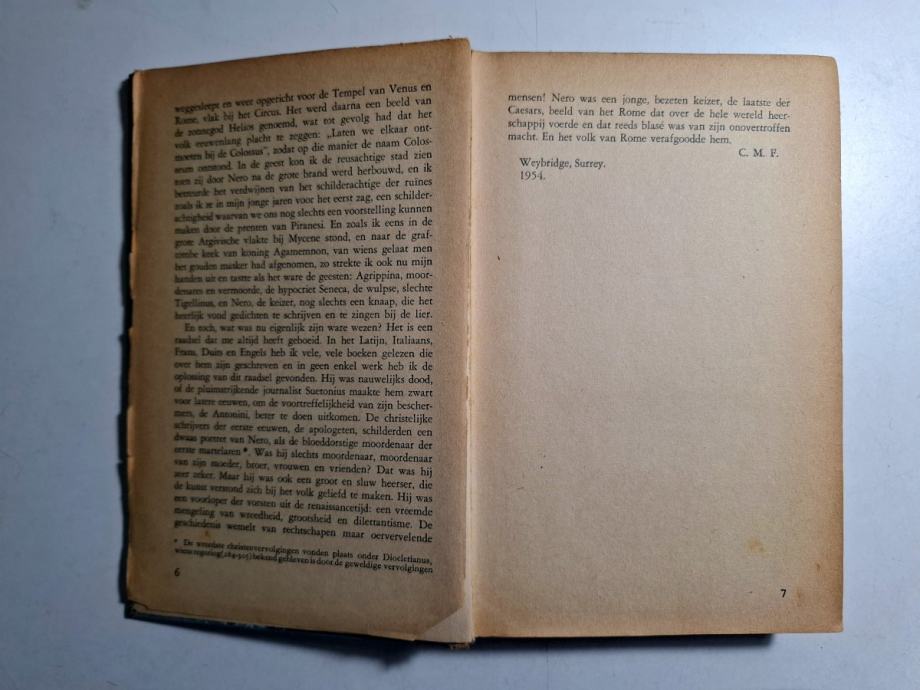 weggesleept en weer opgericht voor de Tempel van Venus en
Rome, vlak bij het Circus. Het werd daarna een beeld van
de zonnegod Helios genoemd, wat tot gevolg had dat het
volk eeuwenlang placht te zeggen: „Laten we elkaar ont-
moeten bij de Colossus”, zodat op die manier de naam Colos-
seum ontstond. In de geest kon ik de reusachtige stad zien
toen zij door Nero na de grote brand werd herbouwd, en ik
betreurde het verdwijnen van het schilderachtige der ruïnes
zoals ik ze in mijn jonge jaren voor het eerst zag, een schilder-
achtigheid waarvan we ons nog slechts een voorstelling kunnen
maken door de prenten van Piranesi. En zoals ik eens in de
grote Argivische vlakte bij Mycene stond, en naar de graf-
tombe keek van koning Agamemnon, van wiens gelaat men
het gouden masker had afgenomen, zo strekte ik ook nu mijn
handen uit en tastte als het ware de geesten: Agrippina, moor-
denares en vermoorde, de hypocriet Seneca, de wulpse, slechte
Tigellinus, en Nero, de keizer, nog slechts een knaap, die het
heerlijk vond gedichten te schrijven en te zingen bij de lier.
En toch, wat was nu eigenlijk zijn ware wezen? Het is een
raadsel dat me altijd heeft geboeid. In het Latijn, Italiaans,
Frans, Duits en Engels heb ik vele, vele boeken gelezen die
over hem zijn geschreven en in geen enkel werk heb ik de
oplossing van dit raadsel gevonden. Hij was nauwelijks dood,
of de pluimstrijkende journalist Suetonius maakte hem zwart
voor latere eeuwen, om de voortreffelijkheid van zijn bescher-
mers, de Antonini, beter te doen uitkomen. De christelijke
schrijvers der eerste eeuwen, de apologeten, schilderden een
dwaas portret van Nero, als de bloeddorstige moordenaar der
eerste martelaren*. Was hij slechts moordenaar, moordenaar
van zijn moeder, broer, vrouwen en vrienden? Dat was hij
zeer zeker. Maar hij was ook een groot en sluw heerser, die
de kunst verstond zich bij het volk geliefd te maken. Hij was
een voorloper der vorsten uit de renaissancetijd: een vreemde
mengeling van wreedheid, grootsheid en dilettantisme. De
geschiedenis wemelt van rechtschapen maar oervervelende
* De wreedste christenvervolgingen vonden plaats onder Diocletianus,
wiens regering (284-305) bekend gebleven is door de geweldige vervolgingen
6
mensen! Nero was een jonge, bezeten keizer, de laatste der
Caesars, beeld van het Rome dat over de hele wereld heer-
schappij voerde en dat reeds blasé was van zijn onovertroffen
macht. En het volk van Rome verafgoodde hem.
C. M. F.
Weybridge, Surrey.
1954.
7